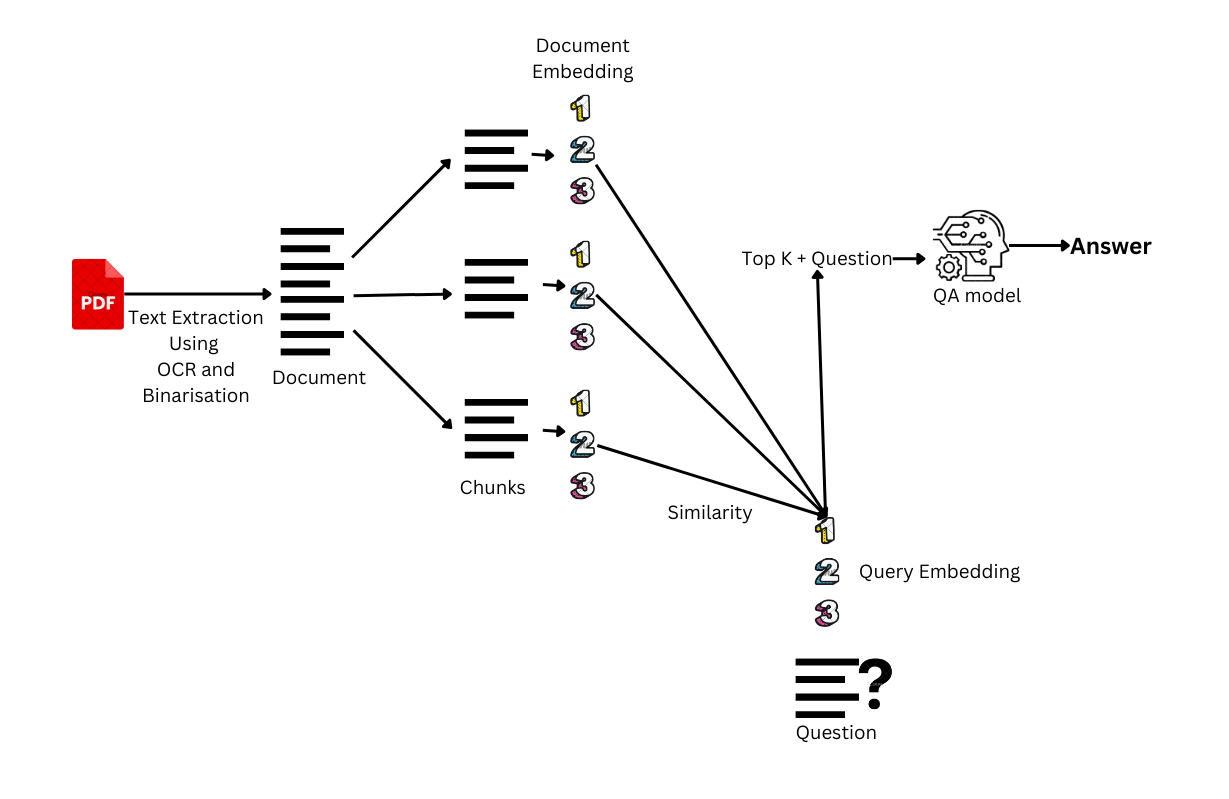 Document
Embedding
1
2
3
1
2
3
1
2
3
PDF
Text Extraction
Using
OCR and
Binarisation
Document
Chunks
Similarity
Top K + Question
QA model
Answer
1
2
3
Query Embedding
?
Question